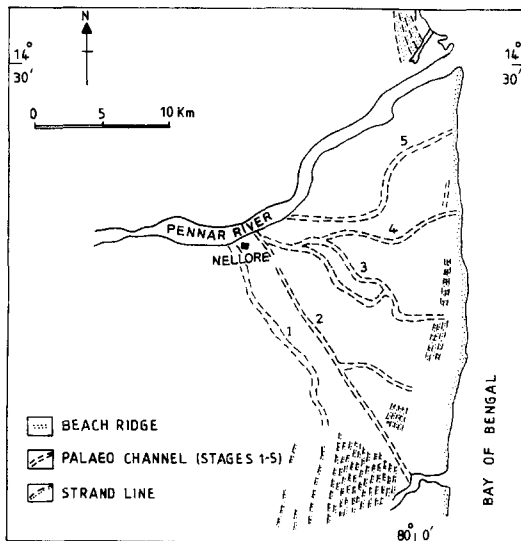 N
14° 30′
14° 30′
0 5 10 Km
5
PENNAR RIVER
4
NELLORE
3
1
2
BEACH RIDGE
PALAEO CHANNEL (STAGES 1-5)
STRAND LINE
BAY OF BENGAL
80° 0′